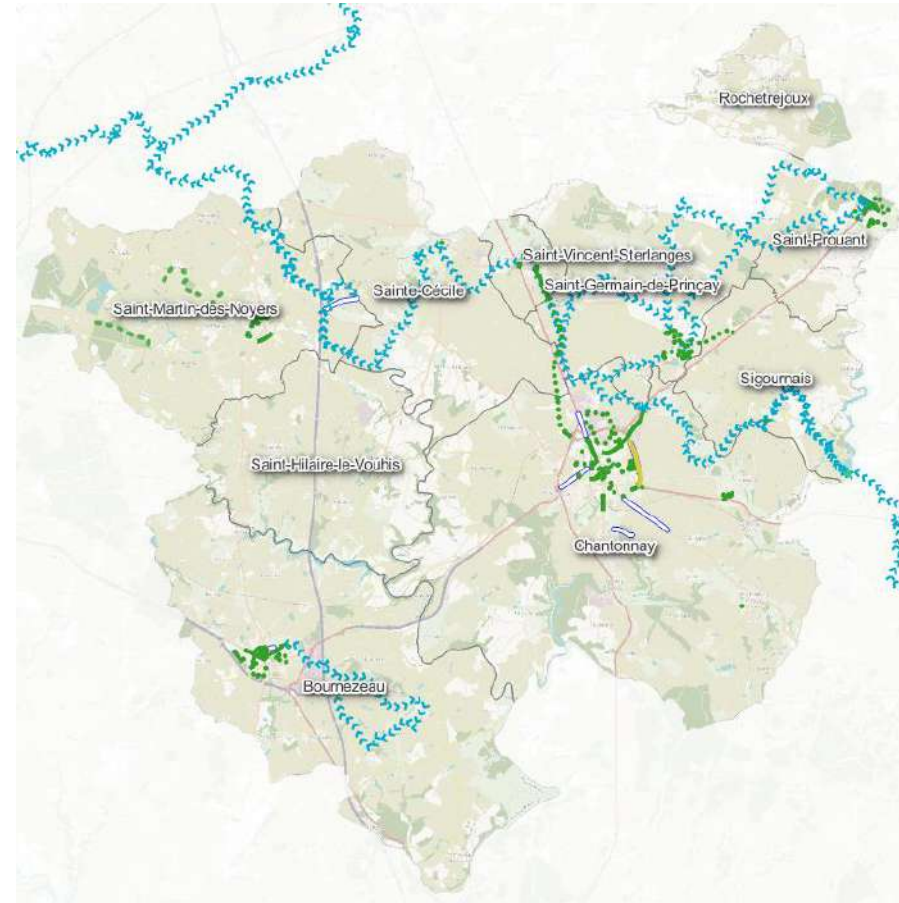 Rochetrejoux
Saint-Prouant
Saint-Vincent-Sterlanges
Saint-Germain-de-Prinçay
Sainte-Cécile
Saint-Martin-des-Noyers
Sigournais
Saint-Hilaire-le-Vouhis
Chantonnay
Bournezeau